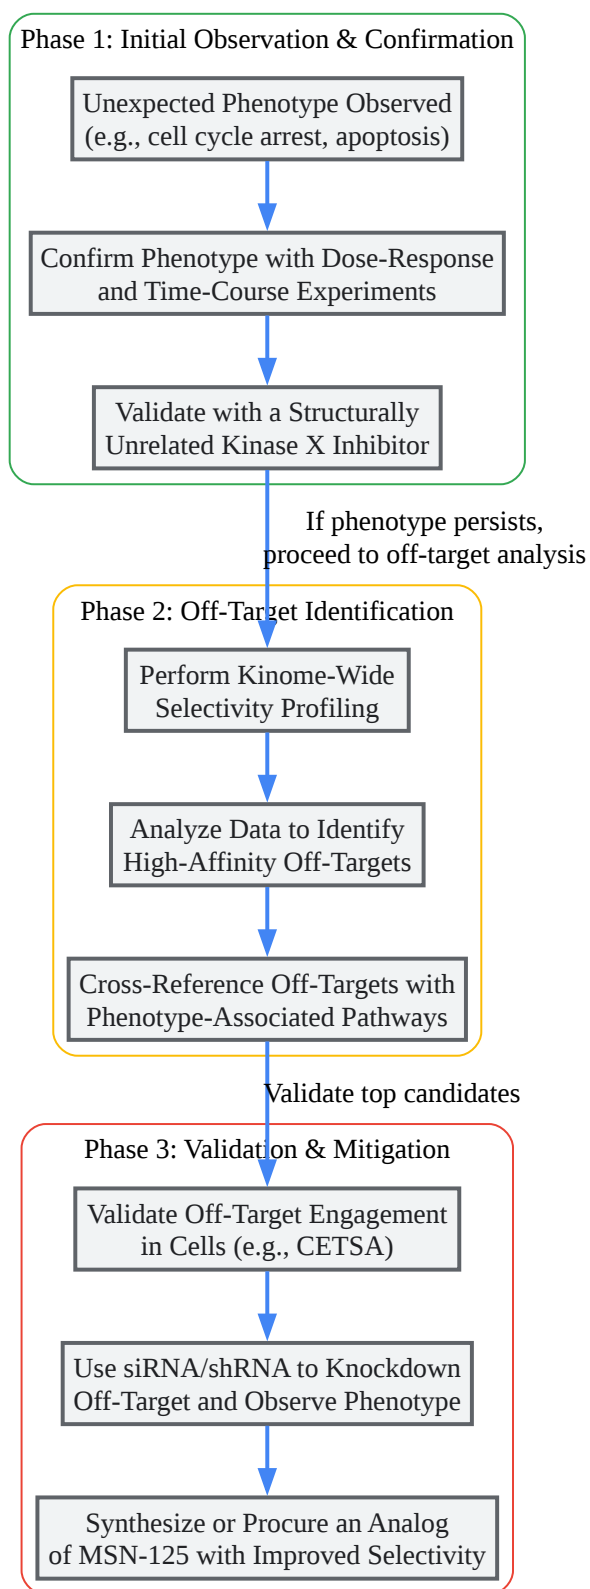 Phase 1: Initial Observation & Confirmation
Unexpected Phenotype Observed
(e.g., cell cycle arrest, apoptosis)
Confirm Phenotype with Dose-Response
and Time-Course Experiments
Validate with a Structurally
Unrelated Kinase X Inhibitor
If phenotype persists,
proceed to off-target analysis
Phase 2: Off-Target Identification
Perform Kinome-Wide
Selectivity Profiling
Analyze Data to Identify
High-Affinity Off-Targets
Cross-Reference Off-Targets with
Phenotype-Associated Pathways
Validate top candidates
Phase 3: Validation & Mitigation
Validate Off-Target Engagement
in Cells (e.g., CETSA)
Use siRNA/shRNA to Knockdown
Off-Target and Observe Phenotype
Synthesize or Procure an Analog
of MSN-125 with Improved Selectivity